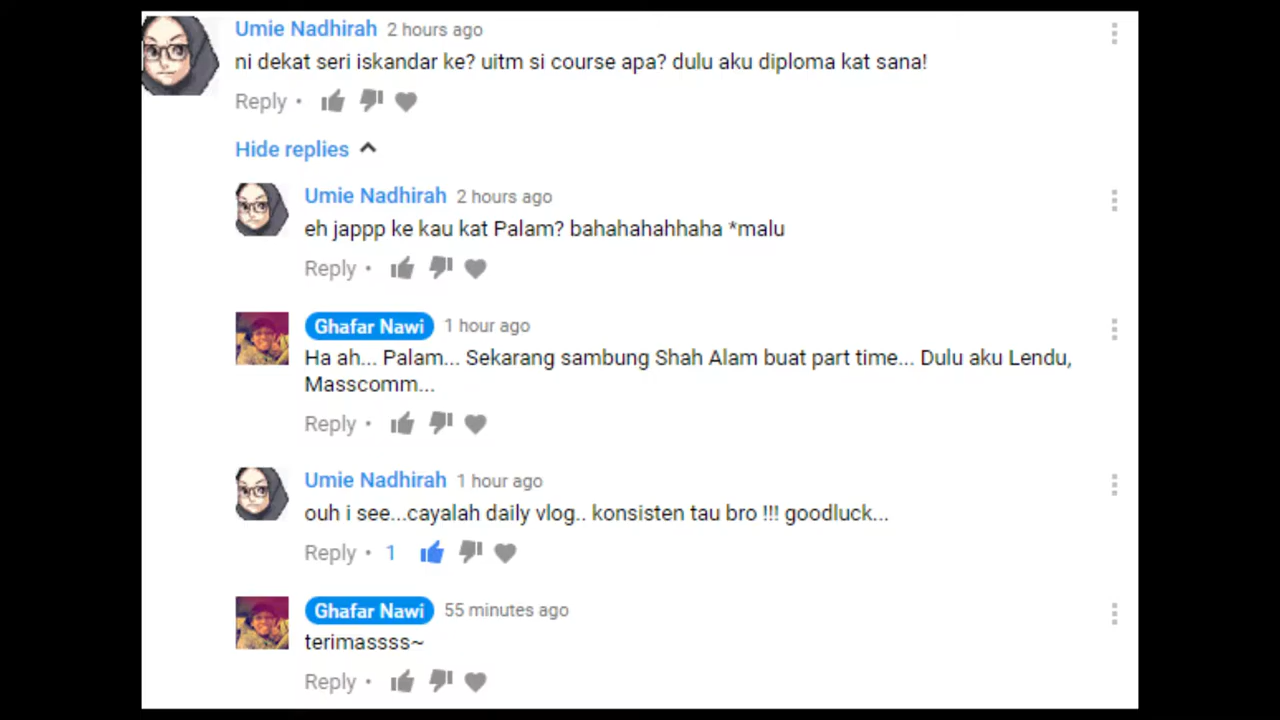 Umie Nadhirah 2 hours ago
ni dekat seri iskandar ke? uitm si course apa? dulu aku diploma kat sana!
Reply •
Hide replies
Umie Nadhirah 2 hours ago
eh jappp ke kau kat Palam? bahahahahhaha *malu
Reply •
Ghafar Nawi 1 hour ago
Ha ah... Palam... Sekarang sambung Shah Alam buat part time... Dulu aku Lendu,
Masscomm...
Reply •
Umie Nadhirah 1 hour ago
ouh i see...cayalah daily vlog.. konsisten tau bro !!! goodluck...
Reply • 1
Ghafar Nawi 55 minutes ago
terimassss~
Reply •